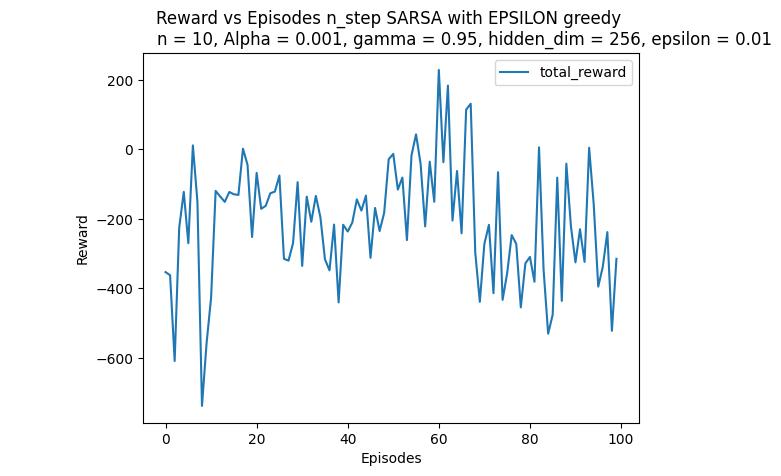 Reward vs Episodes n_step SARSA with EPSILON greedy
n = 10, Alpha = 0.001, gamma = 0.95, hidden_dim = 256, epsilon = 0.01
total_reward
200
0
−200
−400
−600
Reward
0 20 40 60 80 100
Episodes